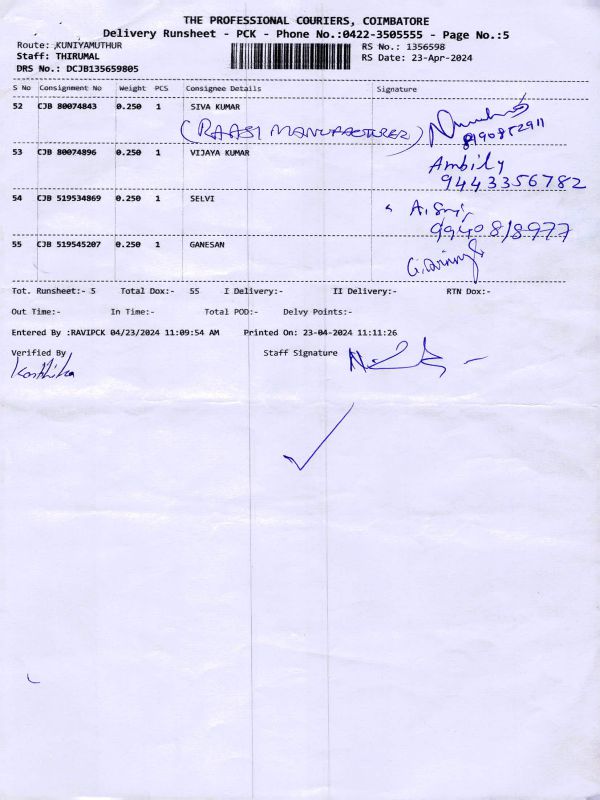 THE PROFESSIONAL COURIERS, COIMBATORE
Delivery Runsheet - PCK - Phone No.:0422-3505555 - Page No.:5
Route: KUNIYAMUTHUR RS No.: 1356598
Staff: THIRUMAL RS Date: 23-Apr-2024
DRS No.: DCJB135659805
S No Consignment No Weight PCS Consignee Details Signature
52 CJB 80074843 0.250 1 SIVA KUMAR
(RAASI MANUFACTURER) 8190852911
53 CJB 80074896 0.250 1 VIJAYA KUMAR Ambily
9443356782
54 CJB 519534869 0.250 1 SELVI
9940818977
55 CJB 519545207 0.250 1 GANESAN
Tot. Runsheet:- 5 Total Dox:- 55 I Delivery:- II Delivery:- RTN Dox:-
Out Time:- In Time:- Total POD:- Delvy Points:-
Entered By :RAVIPCK 04/23/2024 11:09:54 AM Printed On: 23-04-2024 11:11:26
Verified By Staff Signature